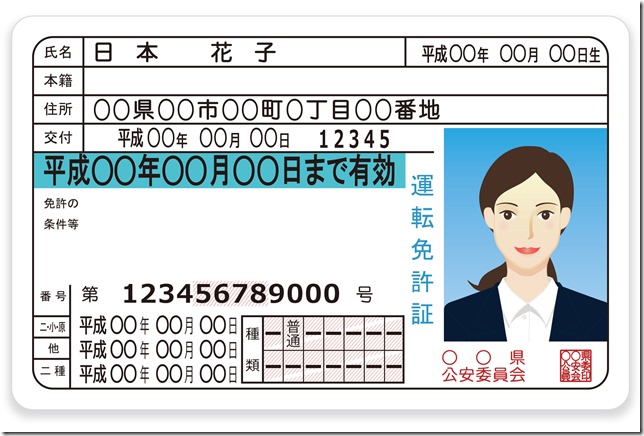 氏名 日本 花子 平成〇〇年 〇〇月 〇〇日生
本籍
住所 〇〇県〇〇市〇〇町〇丁目〇〇番地
交付 平成〇〇年 〇〇月 〇〇日 12345
平成〇〇年〇〇月〇〇日まで有効
免許の
条件等
運転免許証
番号 第 123456789000 号
二・小・原 平成〇〇年 〇〇月 〇〇日
他 平成〇〇年 〇〇月 〇〇日
二種 平成〇〇年 〇〇月 〇〇日
種類
ー 普通 ー ー ー ー ー
ー ー ー ー ー ー ー
〇〇県
公安委員会